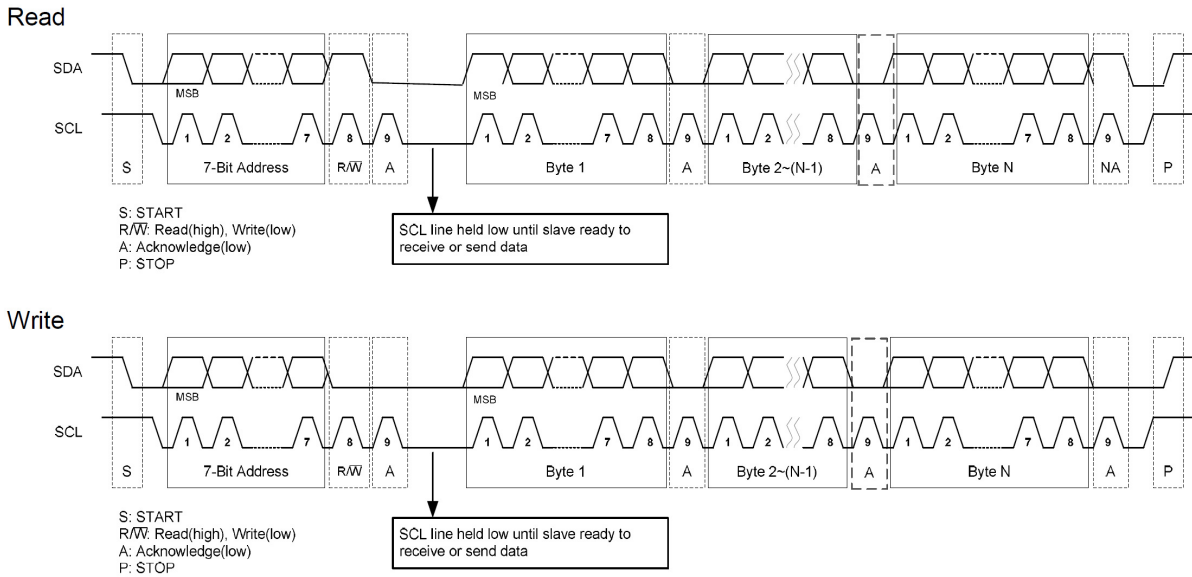 Read
SDA
MSB
MSB
SCL
1 2 7 8 9 1 2 7 8 9 1 2 8 9 1 2 7 8 9
S 7-Bit Address R/W̅ A Byte 1 A Byte 2~(N-1) A Byte N NA P
S: START
R/W̅: Read(high), Write(low)
A: Acknowledge(low)
P: STOP
SCL line held low until slave ready to
receive or send data
Write
SDA
MSB
MSB
SCL
1 2 7 8 9 1 2 7 8 9 1 2 8 9 1 2 7 8 9
S 7-Bit Address R/W̅ A Byte 1 A Byte 2~(N-1) A Byte N A P
S: START
R/W̅: Read(high), Write(low)
A: Acknowledge(low)
P: STOP
SCL line held low until slave ready to
receive or send data